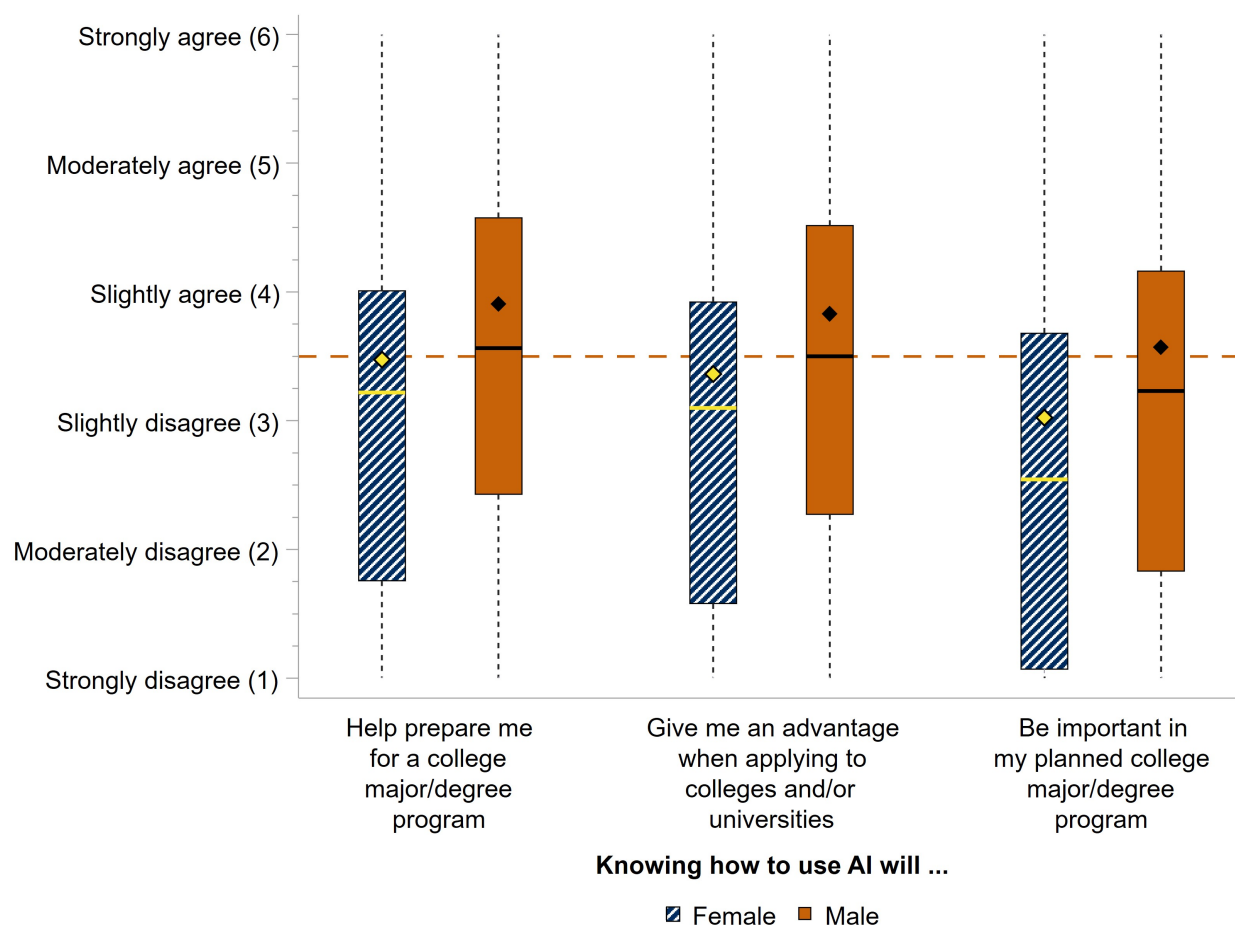 Strongly agree (6)
Moderately agree (5)
Slightly agree (4)
Slightly disagree (3)
Moderately disagree (2)
Strongly disagree (1)
Help prepare me
for a college
major/degree
program
Give me an advantage
when applying to
colleges and/or
universities
Be important in
my planned college
major/degree
program
Knowing how to use AI will ...
Female
Male